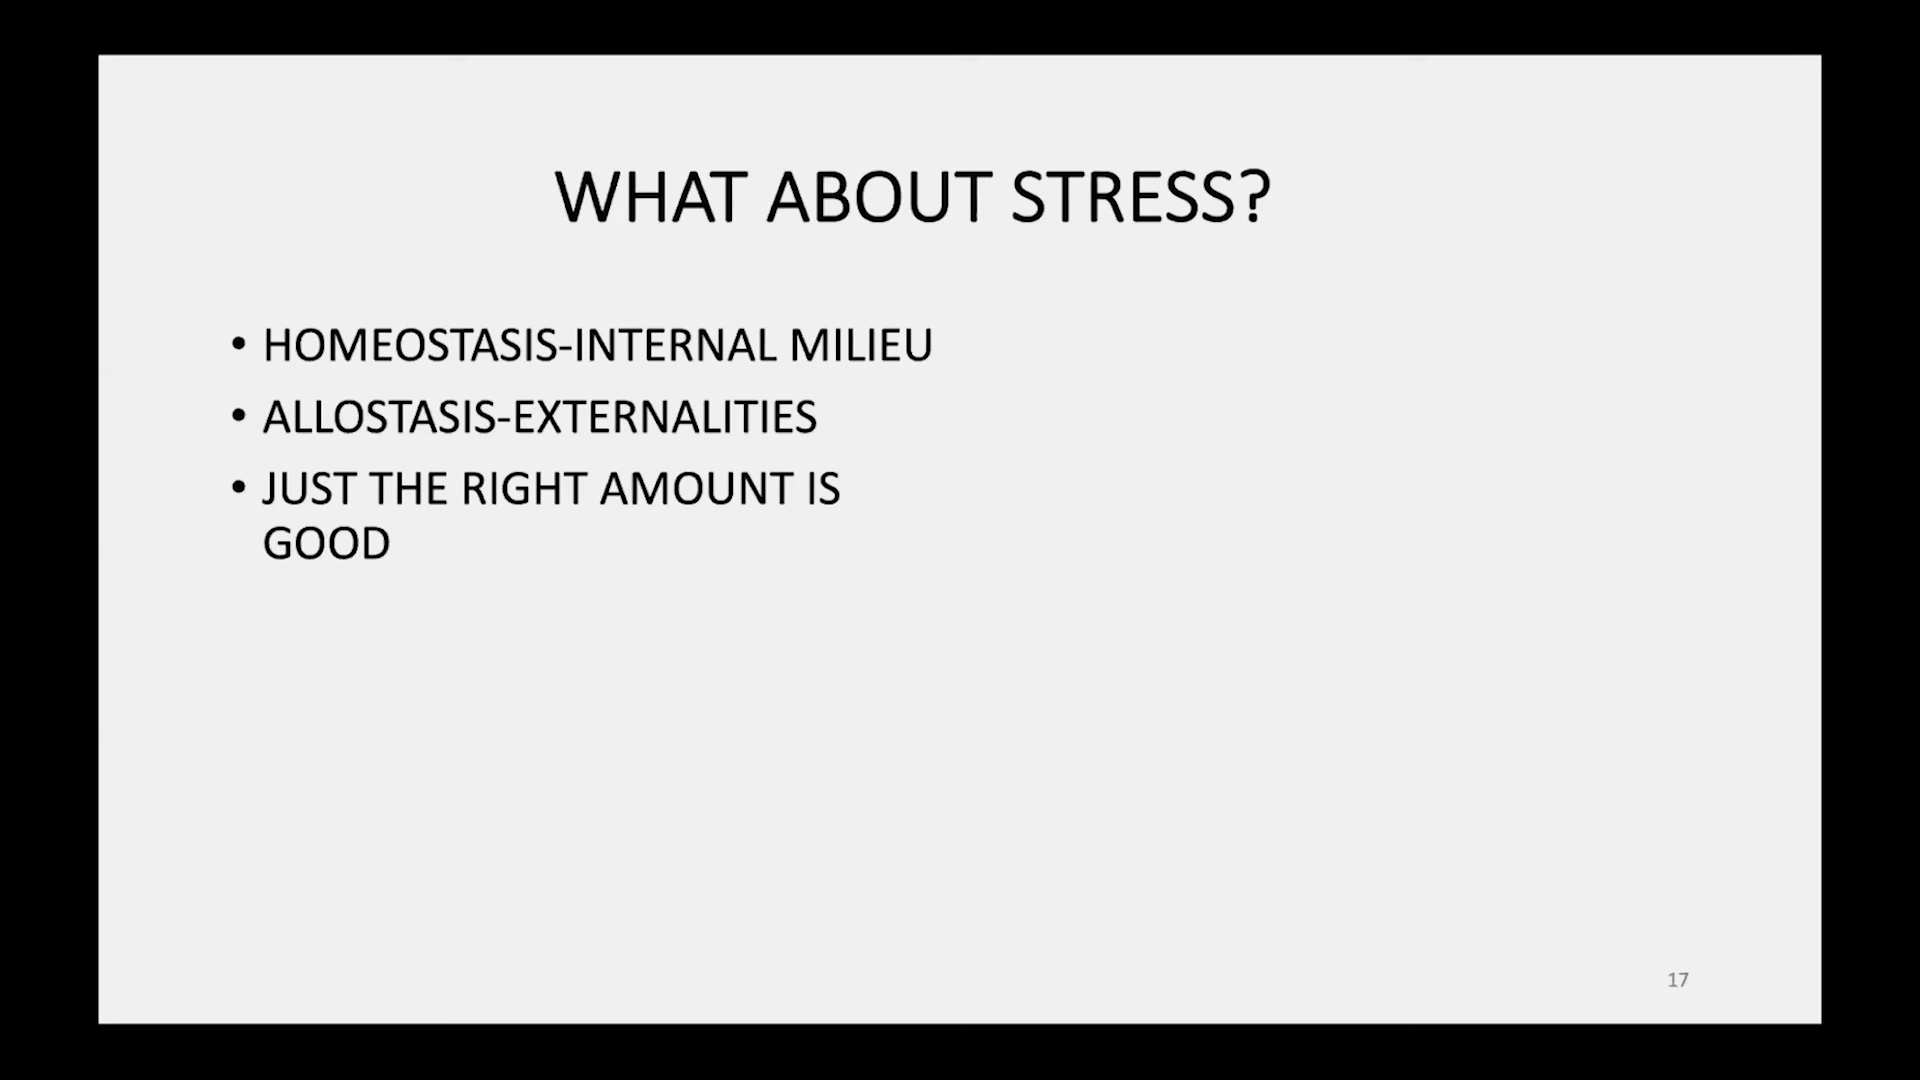 WHAT ABOUT STRESS?
• HOMEOSTASIS-INTERNAL MILIEU
• ALLOSTASIS-EXTERNALITIES
• JUST THE RIGHT AMOUNT IS
GOOD
17